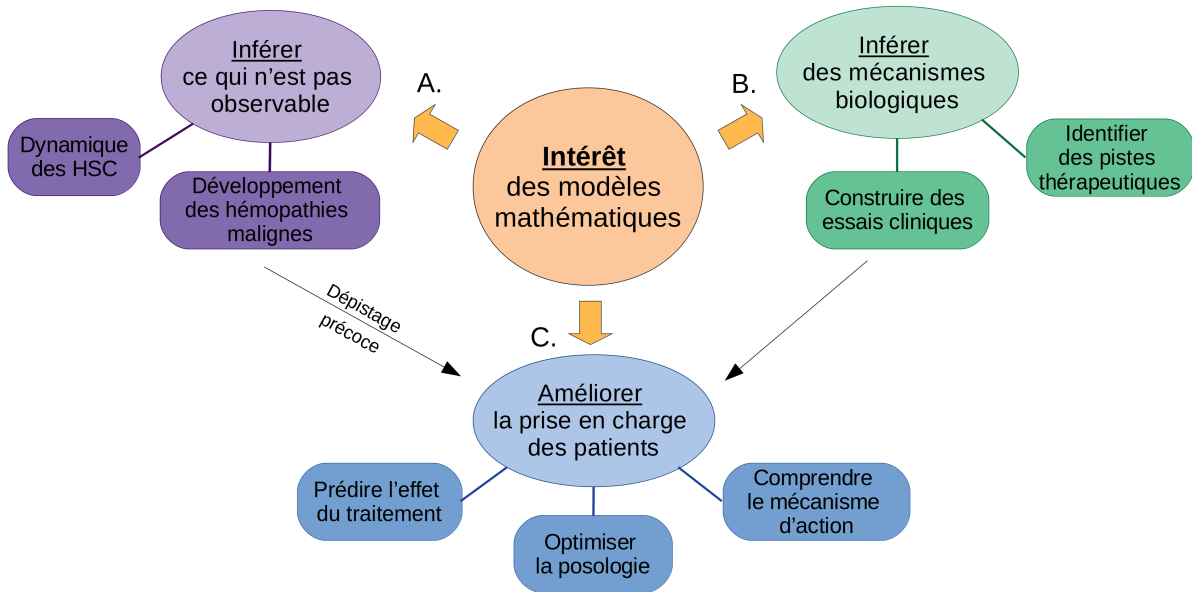 A.
Inférer
ce qui n'est pas
observable
Dynamique
des HSC
Développement
des hémopathies
malignes
Intérêt
des modèles
mathématiques
B.
Inférer
des mécanismes
biologiques
Identifier
des pistes
thérapeutiques
Construire des
essais cliniques
Dépistage
précoce
C.
Améliorer
la prise en charge
des patients
Prédire l'effet
du traitement
Optimiser
la posologie
Comprendre
le mécanisme
d'action